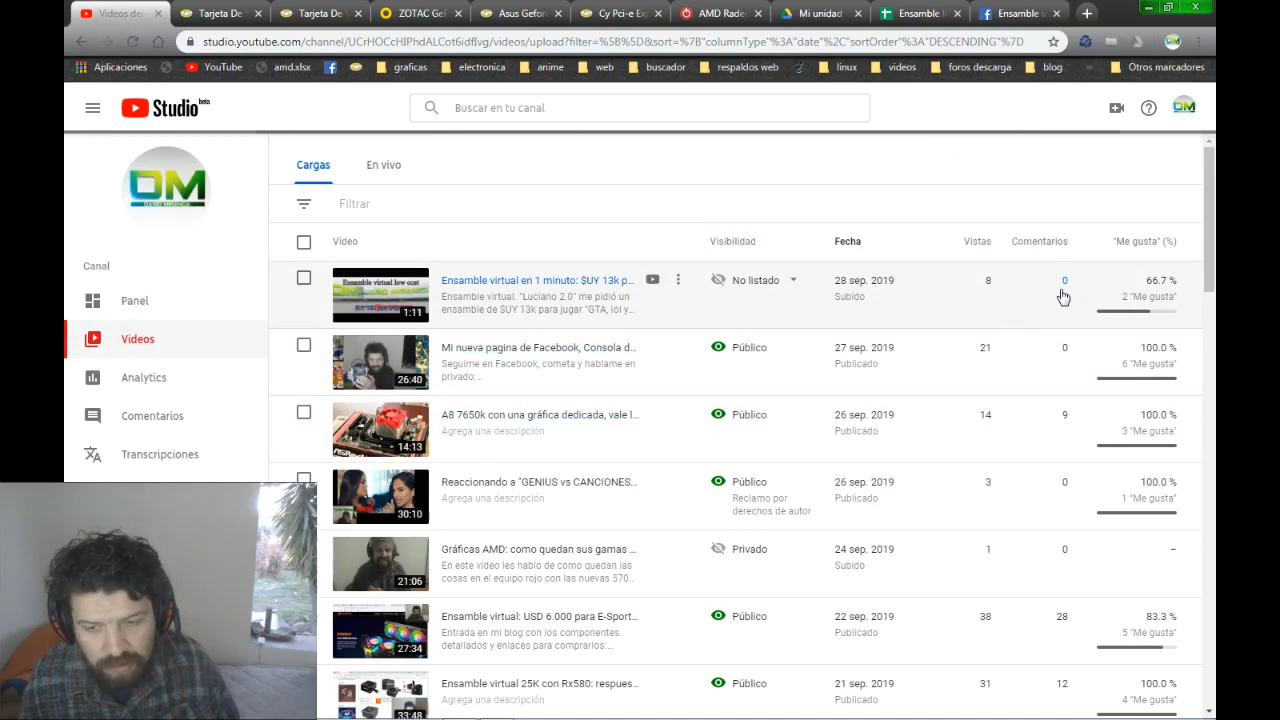 Videos de
Tarjeta De
Tarjeta De
ZOTAC Ge
Cy Pci-e Ex
AMD Rade
Mi unidad
Ensamble
Ensamble v
studio.youtube.com/channel/UCrHOCcHIPhdALCot6idflvg/videos/upload?filter=%5B%5D&sort=%7B"columnType"%3A"date"%2C"sortOrder"%3A"DESCENDING"%7D
Aplicaciones
YouTube
amd.xlsx
graficas
electronica
anime
web
buscador
respaldos web
linux
videos
foros descarga
blog
Otros marcadores
Studio beta
Buscar en tu canal
DM
DM
DARIO MIRANDA
Canal
Panel
Videos
Analytics
Comentarios
Transcripciones
Cargas
En vivo
Filtrar
Video
Visibilidad
Fecha
Vistas
Comentarios
"Me gusta" (%)
Ensamble virtual low cost
1:11
Ensamble virtual en 1 minuto: $UY 13k p...
Ensamble virtual. "Luciano 2.0" me pidió un
ensamble de $UY 13k para jugar "GTA, lol y...
No listado
28 sep. 2019
Subido
8
0
66.7 %
2 "Me gusta"
26:40
Mi nueva pagina de Facebook, Consola d...
Seguime en Facebook, cometa y hablame en
privado:...
Público
27 sep. 2019
Publicado
21
0
100.0 %
6 "Me gusta"
14:13
A8 7650k con una gráfica dedicada, vale l...
Agrega una descripción
Público
26 sep. 2019
Publicado
14
9
100.0 %
3 "Me gusta"
30:10
Reaccionando a "GENIUS vs CANCIONES...
Agrega una descripción
Público
Reclamo por
derechos de autor
26 sep. 2019
Publicado
3
0
100.0 %
1 "Me gusta"
21:06
Gráficas AMD: como quedan sus gamas ...
En este video les hablo de como quedan las
cosas en el equipo rojo con las nuevas 570...
Privado
24 sep. 2019
Subido
1
0
–
27:34
Ensamble virtual: USD 6.000 para E-Sport...
Entrada en mi blog con los componentes
detallados y enlaces para comprarlos:...
Público
22 sep. 2019
Publicado
38
28
83.3 %
5 "Me gusta"
33:48
Ensamble virtual 25K con Rx580: respues...
Agrega una descripción
Público
21 sep. 2019
Publicado
31
7
100.0 %
4 "Me gusta"